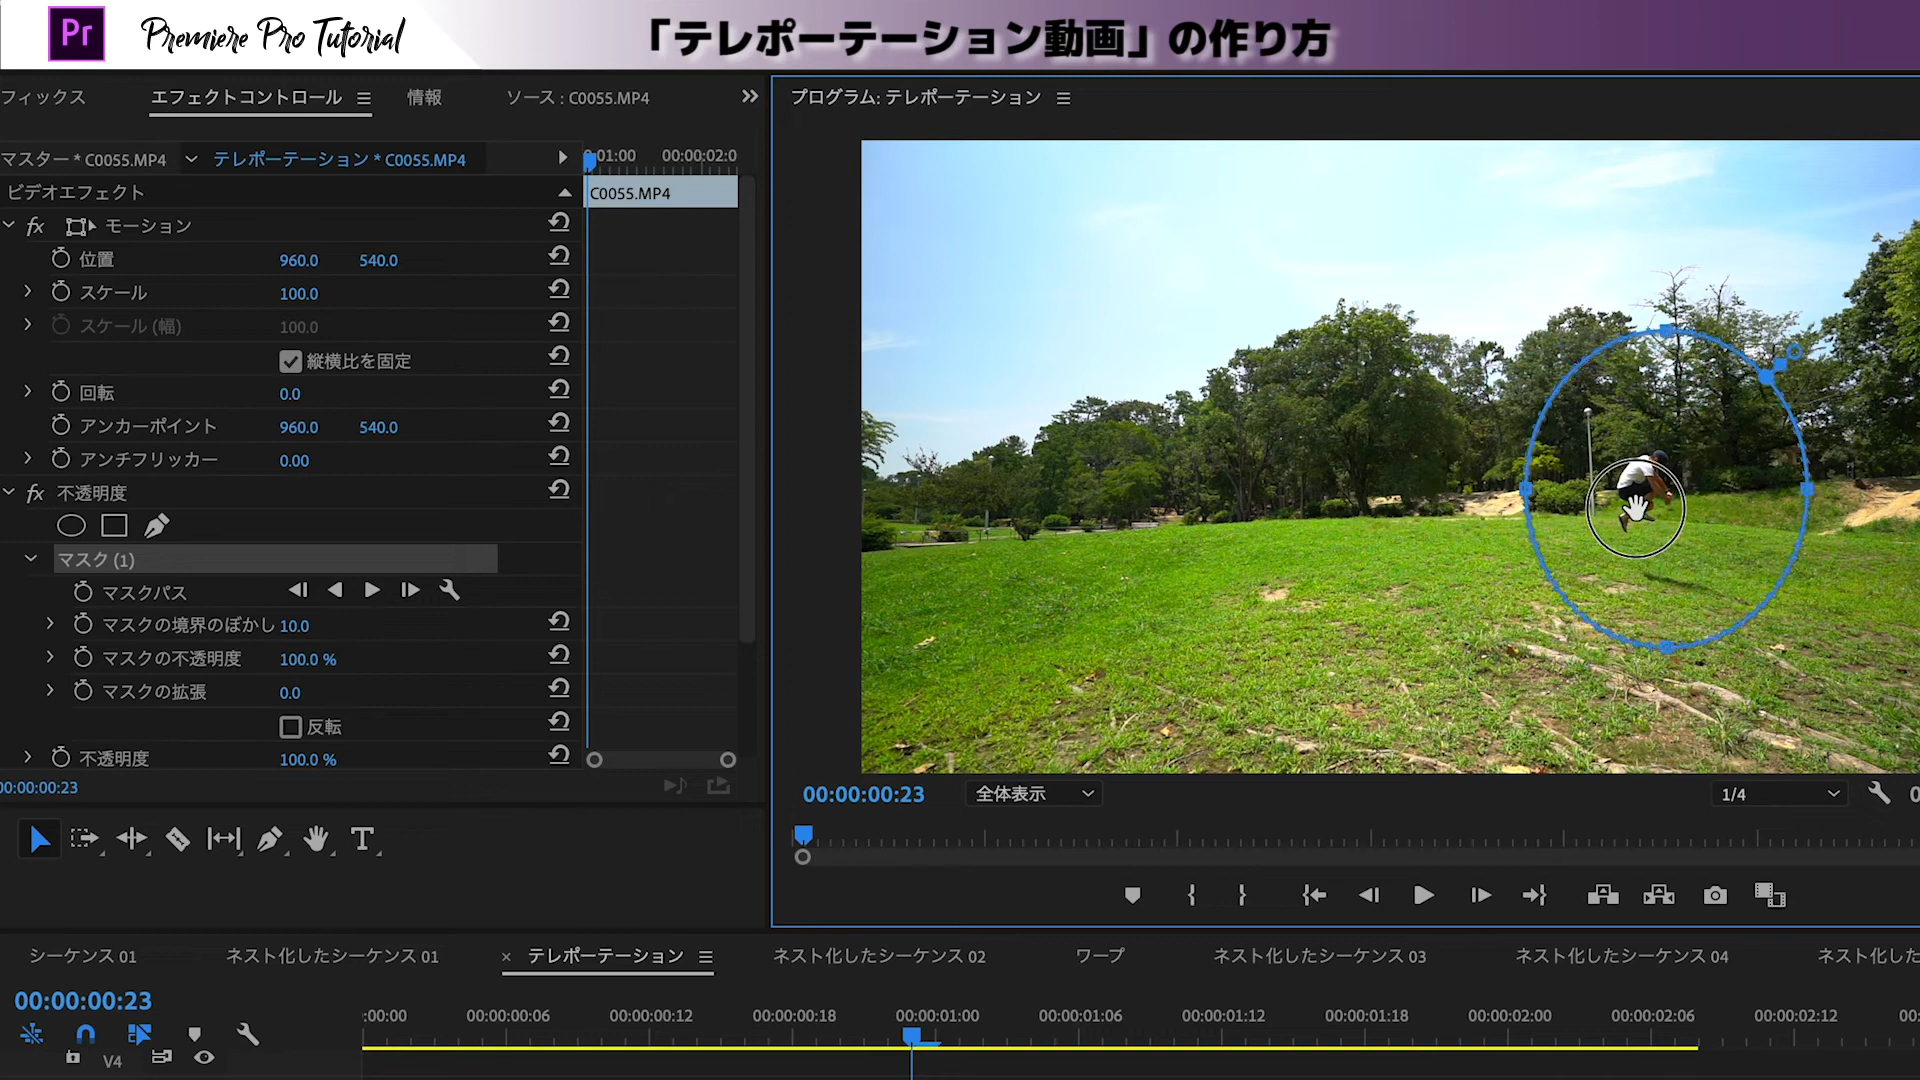 Pr Premiere Pro Tutorial 「テレポーテーション動画」の作り方
フィックス エフェクトコントロール 情報 ソース : C0055.MP4
プログラム: テレポーテーション
マスター * C0055.MP4 テレポーテーション * C0055.MP4
:01:00 00:00:02:0
ビデオエフェクト
C0055.MP4
fx モーション
位置 960.0 540.0
スケール 100.0
スケール (幅) 100.0
縦横比を固定
回転 0.0
アンカーポイント 960.0 540.0
アンチフリッカー 0.00
fx 不透明度
マスク (1)
マスクパス
マスクの境界のぼかし 10.0
マスクの不透明度 100.0 %
マスクの拡張 0.0
反転
不透明度 100.0 %
00:00:00:23
00:00:00:23 全体表示 1/4 0
T
シーケンス 01 ネスト化したシーケンス 01 × テレポーテーション ネスト化したシーケンス 02 ワープ ネスト化したシーケンス 03 ネスト化したシーケンス 04 ネスト化した
00:00:00:23
:00:00 00:00:00:06 00:00:00:12 00:00:00:18 00:00:01:00 00:00:01:06 00:00:01:12 00:00:01:18 00:00:02:00 00:00:02:06 00:00:02:12 00:
V4